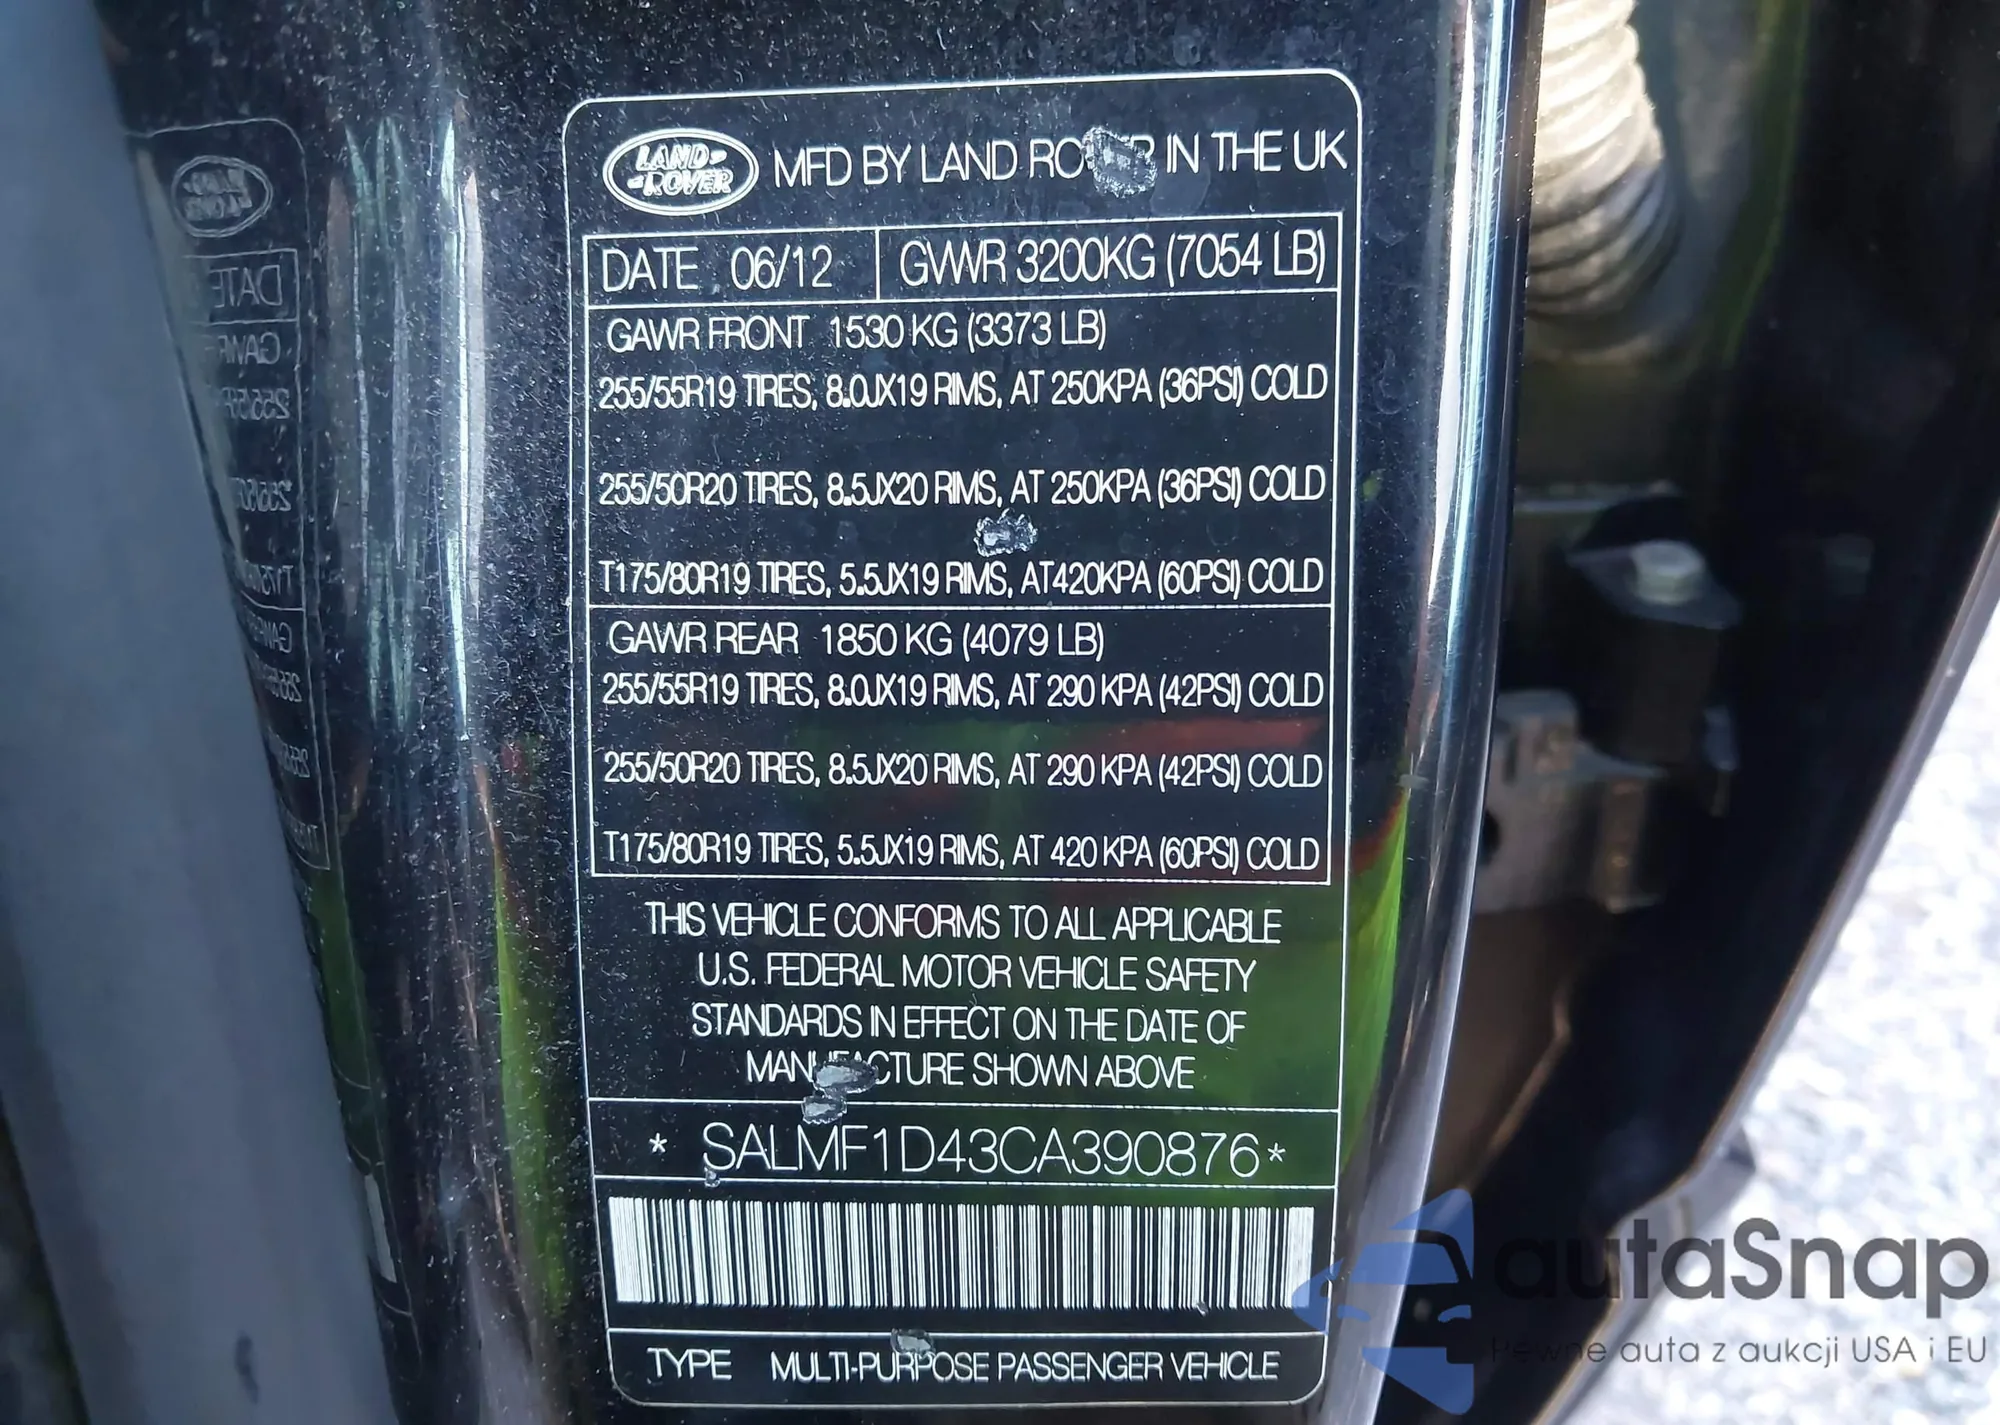 LAND-
-ROVER
MFD BY LAND ROVER IN THE UK
DATE 06/12
GVWR 3200KG (7054 LB)
GAWR FRONT 1530 KG (3373 LB)
255/55R19 TIRES, 8.0JX19 RIMS, AT 250KPA (36PSI) COLD
255/50R20 TIRES, 8.5JX20 RIMS, AT 250KPA (36PSI) COLD
T175/80R19 TIRES, 5.5JX19 RIMS, AT420KPA (60PSI) COLD
GAWR REAR 1850 KG (4079 LB)
255/55R19 TIRES, 8.0JX19 RIMS, AT 290 KPA (42PSI) COLD
255/50R20 TIRES, 8.5JX20 RIMS, AT 290 KPA (42PSI) COLD
T175/80R19 TIRES, 5.5JX19 RIMS, AT 420 KPA (60PSI) COLD
THIS VEHICLE CONFORMS TO ALL APPLICABLE
U.S. FEDERAL MOTOR VEHICLE SAFETY
STANDARDS IN EFFECT ON THE DATE OF
MANUFACTURE SHOWN ABOVE
* SALMF1D43CA390876*
TYPE MULTI-PURPOSE PASSENGER VEHICLE
autaSnap
Pewne auta z aukcji USA i EU